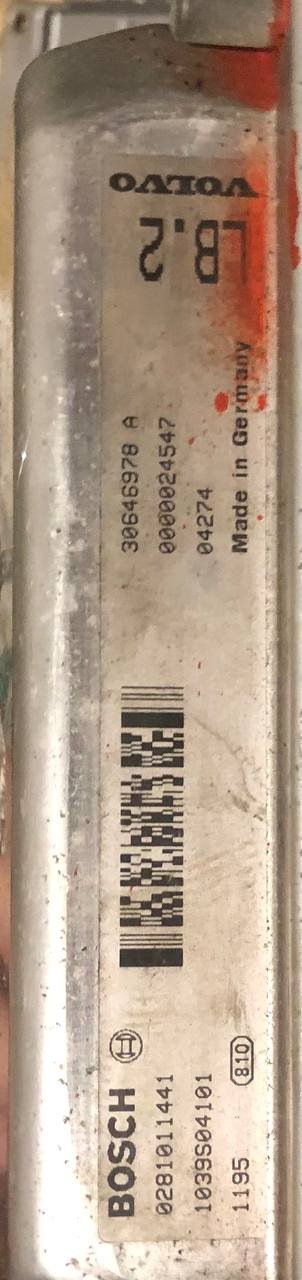 VOLVO
LB.2
BOSCH
0281011441
1039S04101
1195 810
30646978 A
0000024547
04274
Made in Germany